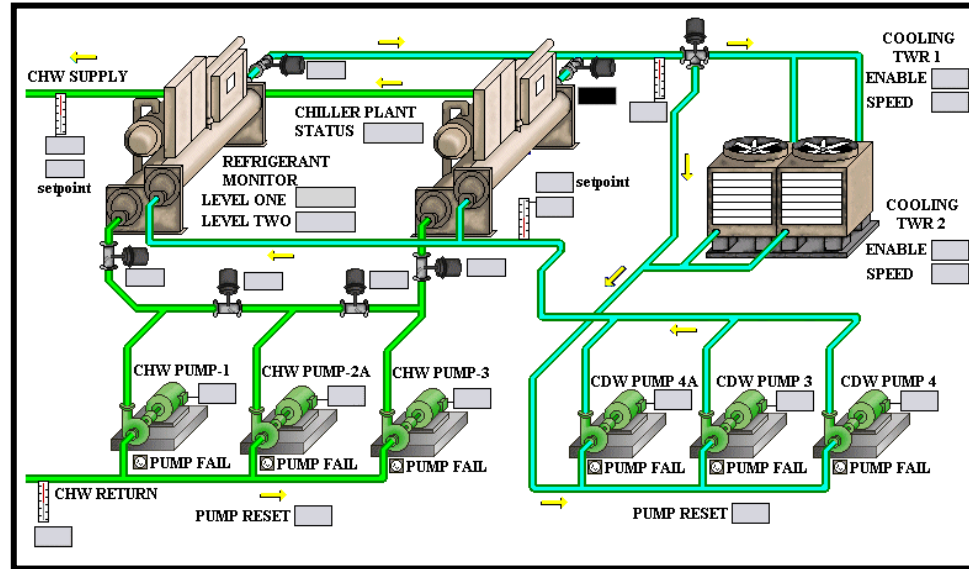 COOLING
TWR 1
CHW SUPPLY
ENABLE
SPEED
CHILLER PLANT
STATUS
REFRIGERANT
MONITOR
setpoint
LEVEL ONE
LEVEL TWO
setpoint
COOLING
TWR 2
ENABLE
SPEED
CHW PUMP-1
CHW PUMP-2A
CHW PUMP-3
CDW PUMP 4A
CDW PUMP 3
CDW PUMP 4
PUMP FAIL
PUMP FAIL
PUMP FAIL
PUMP FAIL
PUMP FAIL
PUMP FAIL
CHW RETURN
PUMP RESET
PUMP RESET